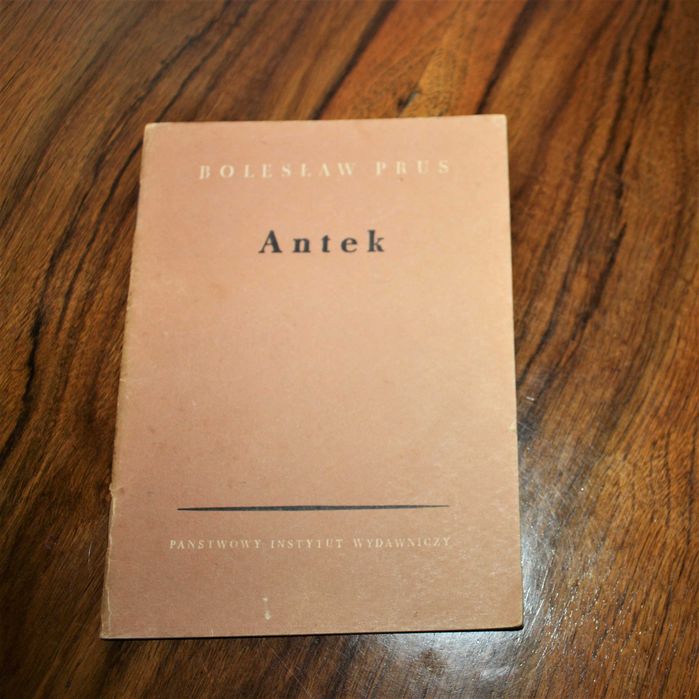 BOLESŁAW PRUS
Antek
PAŃSTWOWY INSTYTUT WYDAWNICZY